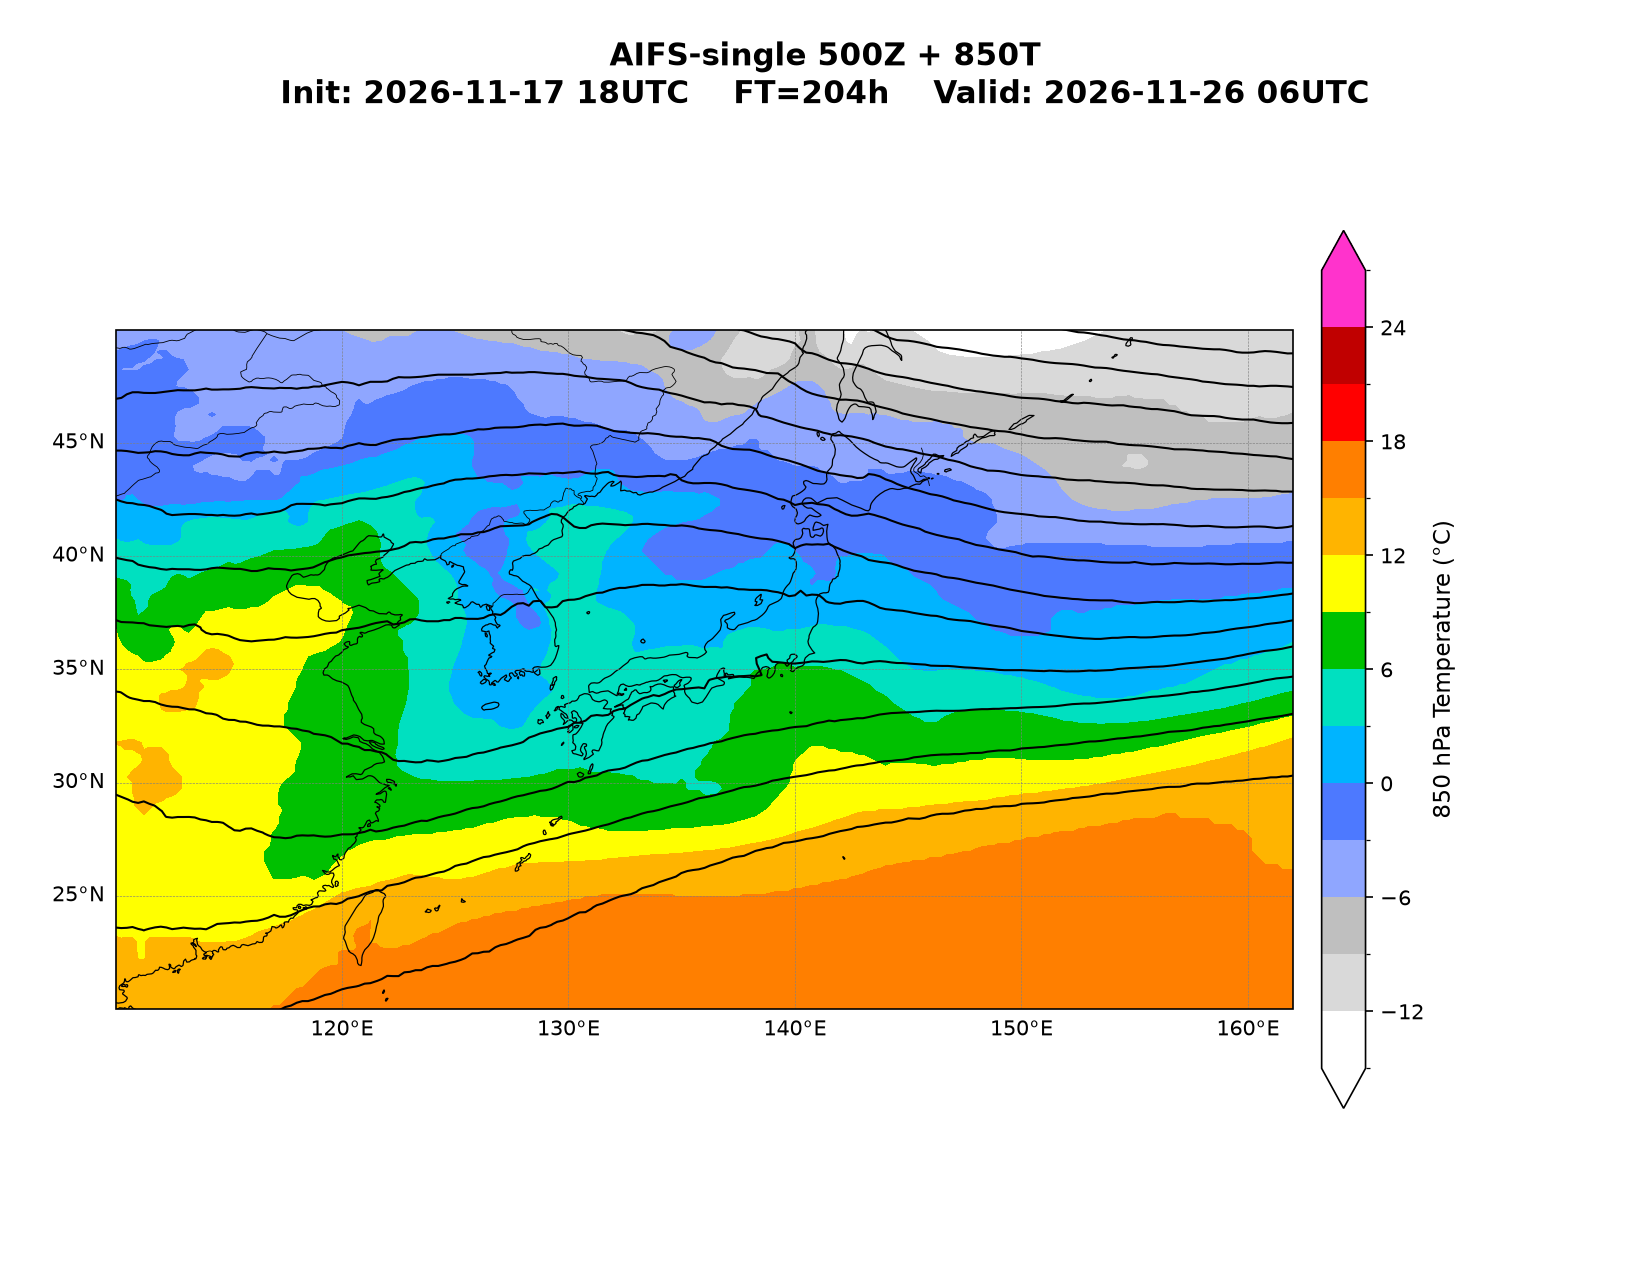 AIFS-single 500Z + 850T
Init: 2026-11-17 18UTC    FT=204h    Valid: 2026-11-26 06UTC
45°N
40°N
35°N
30°N
25°N
120°E
130°E
140°E
150°E
160°E
24
18
12
6
0
−6
−12
850 hPa Temperature (°C)